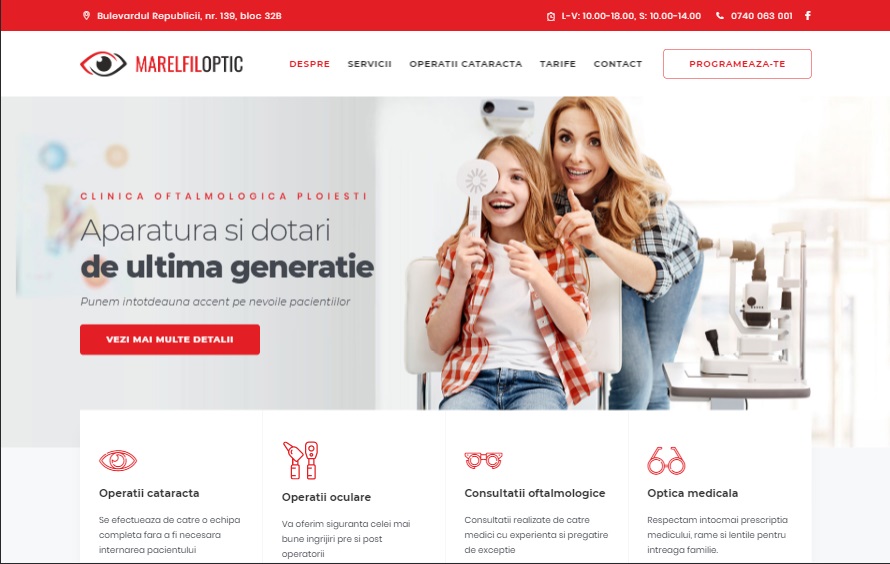 Bulevardul Republicii, nr. 139, bloc 32B
L-V: 10.00-18.00, S: 10.00-14.00
0740 063 001
MARELFILOPTIC
DESPRE
SERVICII
OPERATII CATARACTA
TARIFE
CONTACT
PROGRAMEAZA-TE
CLINICA OFTALMOLOGICA PLOIESTI
Aparatura si dotari
de ultima generatie
Punem intotdeauna accent pe nevoile pacientiilor
VEZI MAI MULTE DETALII
Operatii cataracta
Se efectueaza de catre o echipa
completa fara a fi necesara
internarea pacientului
Operatii oculare
Va oferim siguranta celei mai
bune ingrijiri pre si post
operatorii
Consultatii oftalmologice
Consultatii realizate de catre
medici cu experienta si pregatire
de exceptie
Optica medicala
Respectam intocmai prescriptia
medicului, rame si lentile pentru
intreaga familie.